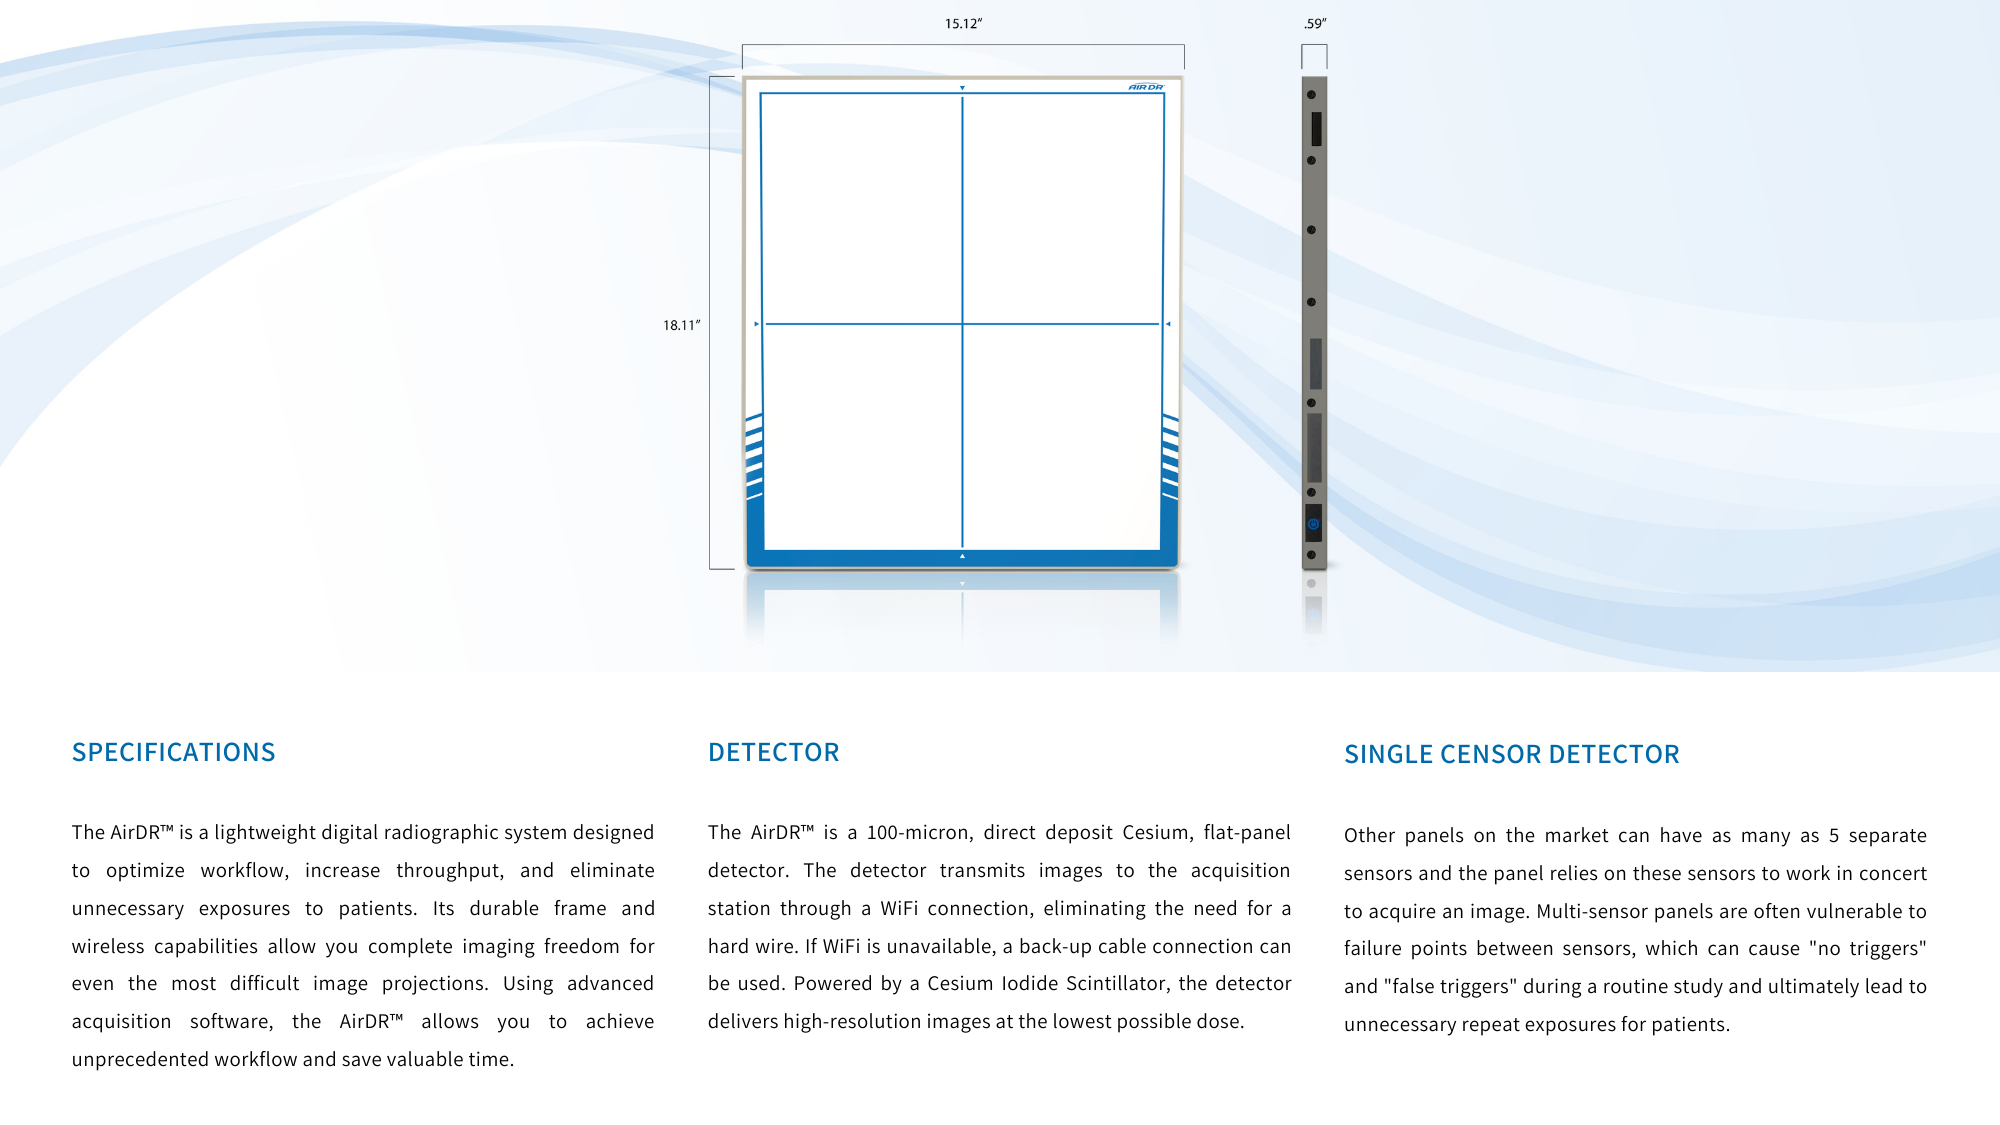 15.12″
.59″
AIR DR
18.11″
SPECIFICATIONS
The AirDR™ is a lightweight digital radiographic system designed
to optimize workflow, increase throughput, and eliminate
unnecessary exposures to patients. Its durable frame and
wireless capabilities allow you complete imaging freedom for
even the most difficult image projections. Using advanced
acquisition software, the AirDR™ allows you to achieve
unprecedented workflow and save valuable time.
DETECTOR
The AirDR™ is a 100-micron, direct deposit Cesium, flat-panel
detector. The detector transmits images to the acquisition
station through a WiFi connection, eliminating the need for a
hard wire. If WiFi is unavailable, a back-up cable connection can
be used. Powered by a Cesium Iodide Scintillator, the detector
delivers high-resolution images at the lowest possible dose.
SINGLE CENSOR DETECTOR
Other panels on the market can have as many as 5 separate
sensors and the panel relies on these sensors to work in concert
to acquire an image. Multi-sensor panels are often vulnerable to
failure points between sensors, which can cause "no triggers"
and "false triggers" during a routine study and ultimately lead to
unnecessary repeat exposures for patients.